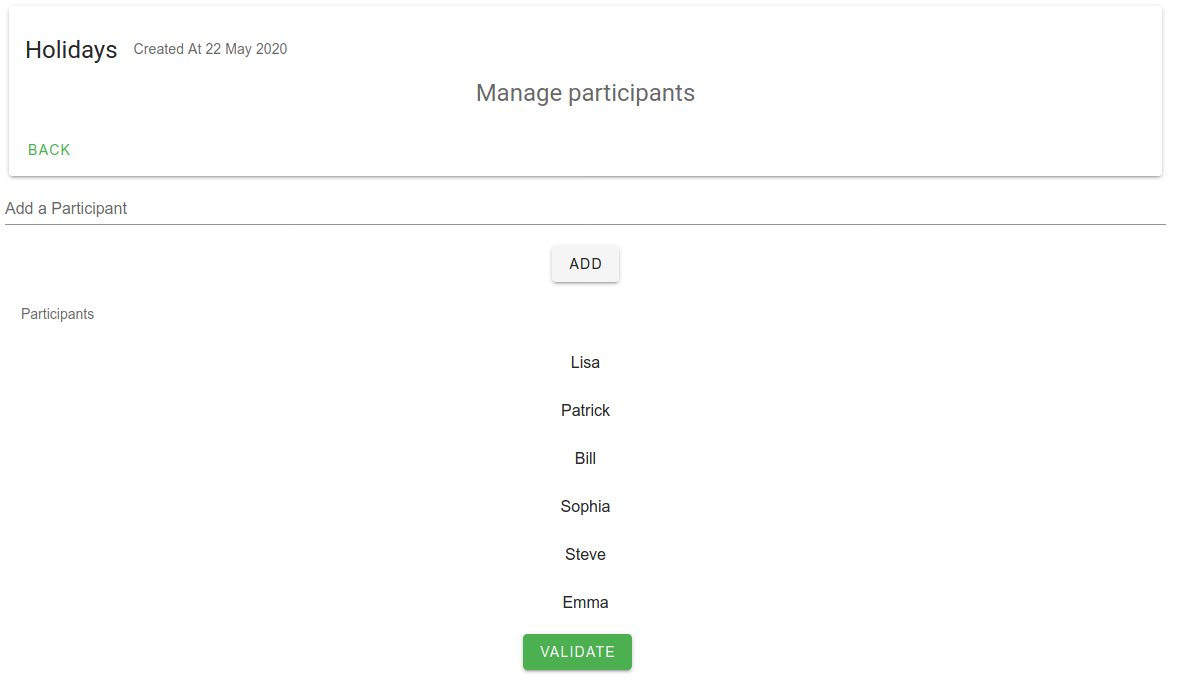 Holidays Created At 22 May 2020
Manage participants
BACK
Add a Participant
ADD
Participants
Lisa
Patrick
Bill
Sophia
Steve
Emma
VALIDATE